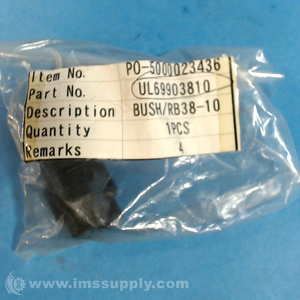 Item No. PO-5000023436
Part No. UL69903810
Description BUSH/RB38-10
Quantity 1PCS
Remarks 4
© www.imssupply.com